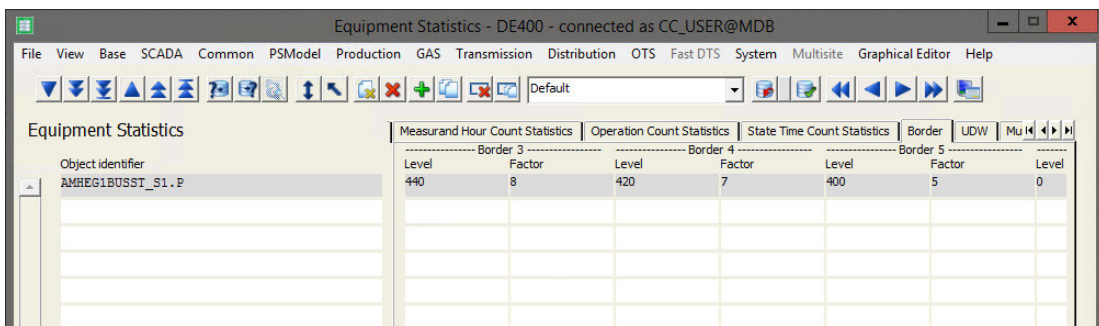 Equipment Statistics - DE400 - connected as CC_USER@MDB
File View Base SCADA Common PSModel Production GAS Transmission Distribution OTS Fast DTS System Multisite Graphical Editor Help
Default
Equipment Statistics
Measurand Hour Count Statistics Operation Count Statistics State Time Count Statistics Border UDW Mu
Border 3 Border 4 Border 5
Object identifier Level Factor Level Factor Level Factor Level
AMHEG1BUSST_S1.P 440 8 420 7 400 5 0